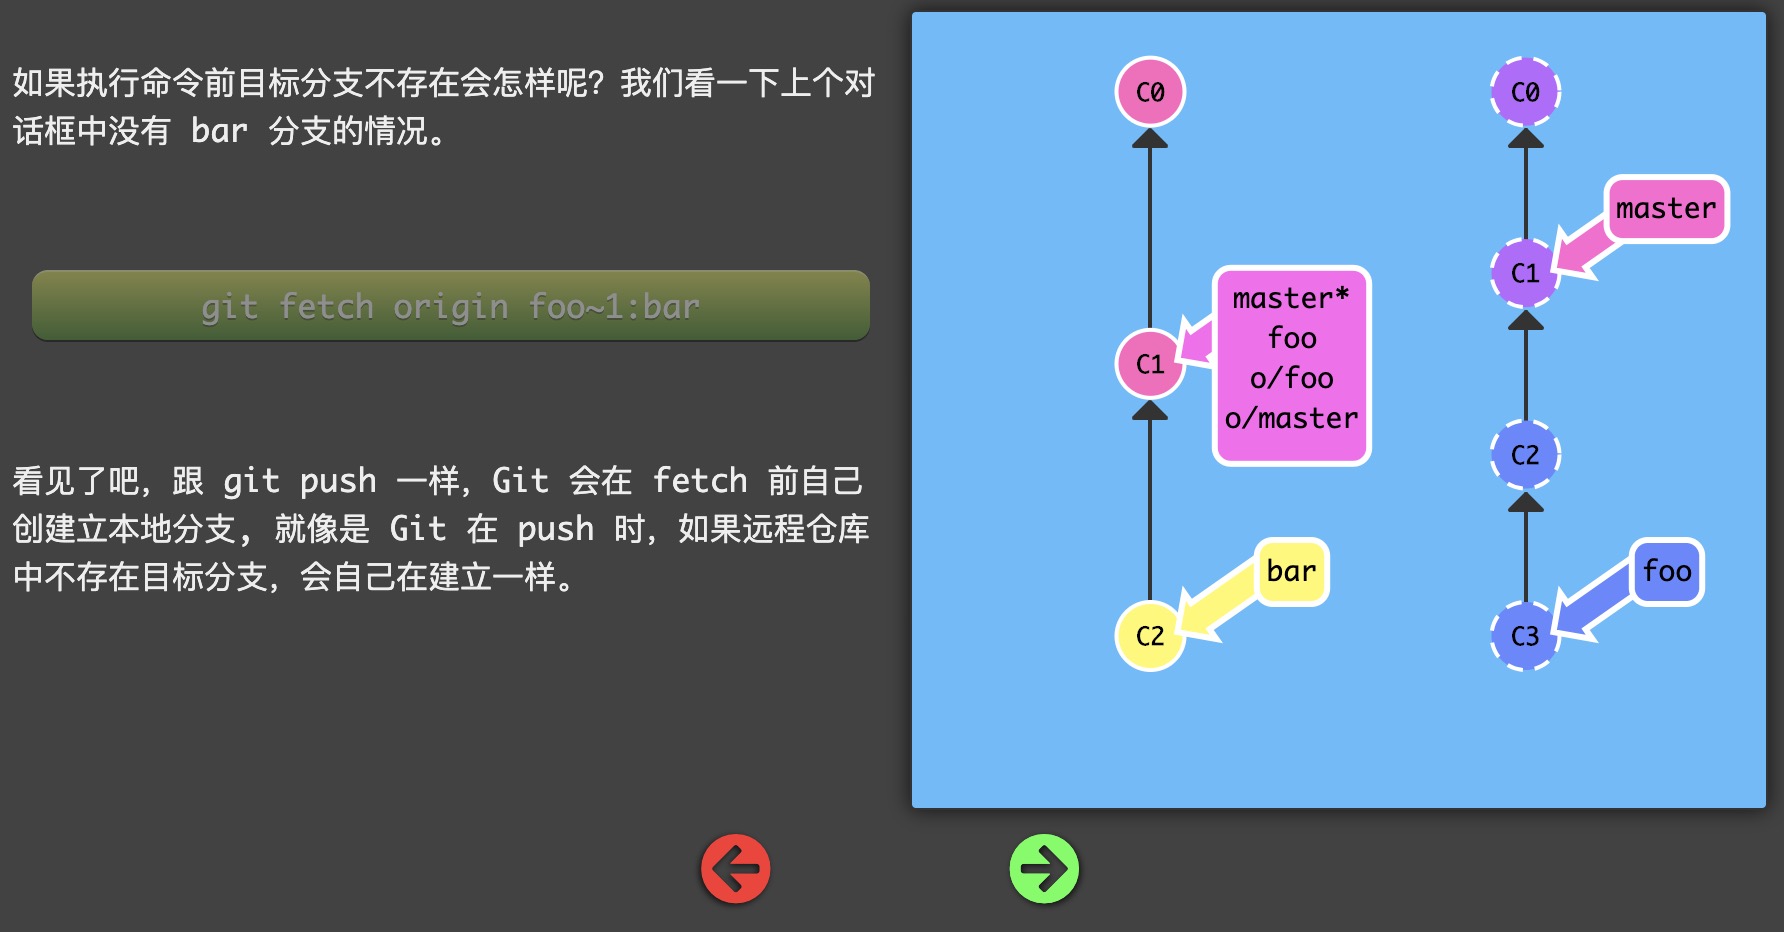 如果执行命令前目标分支不存在会怎样呢？我们看一下上个对
话框中没有 bar 分支的情况。
git fetch origin foo~1:bar
看见了吧，跟 git push 一样，Git 会在 fetch 前自己
创建立本地分支, 就像是 Git 在 push 时，如果远程仓库
中不存在目标分支，会自己在建立一样。
C0
C1
master*
foo
o/foo
o/master
C2
bar
C0
master
C1
C2
C3
foo